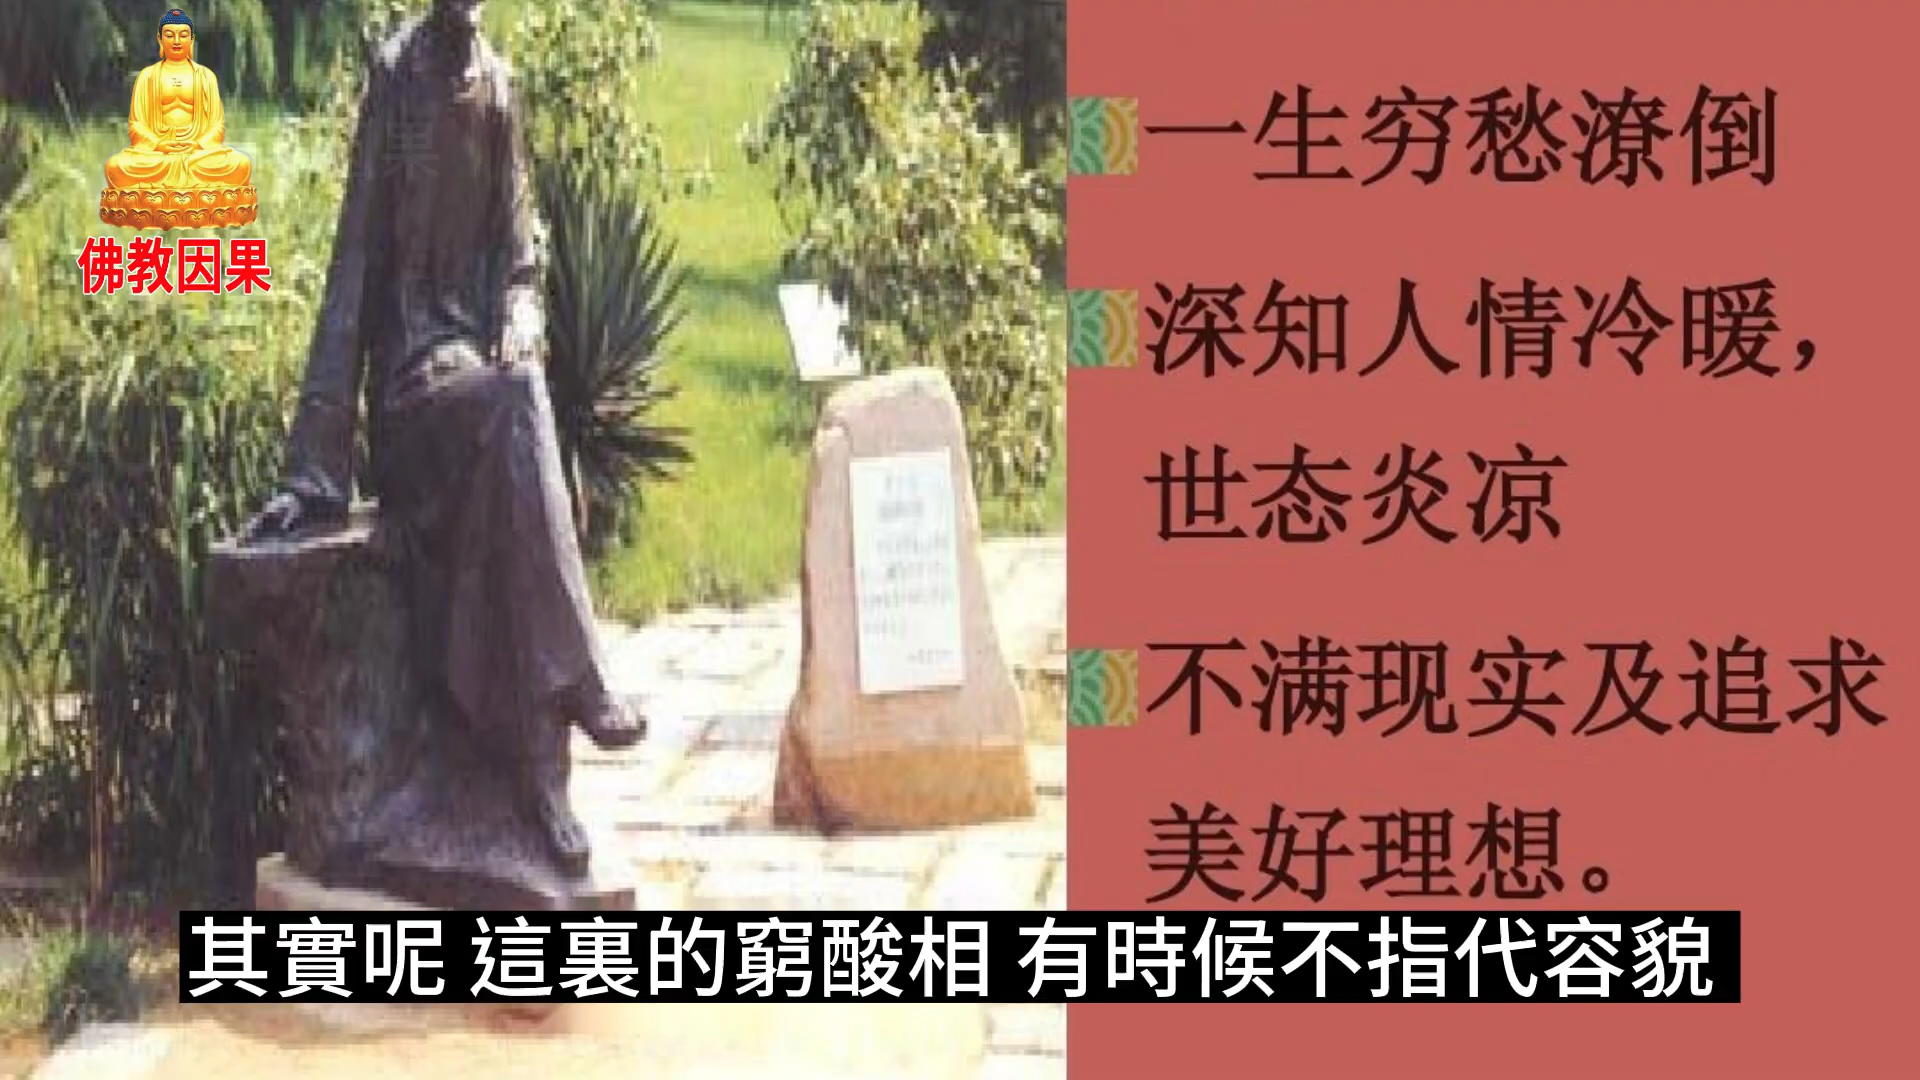 佛教因果
一生穷愁潦倒
深知人情冷暖，
世态炎凉
不满现实及追求
美好理想。
其實呢 這裏的窮酸相 有時候不指代容貌